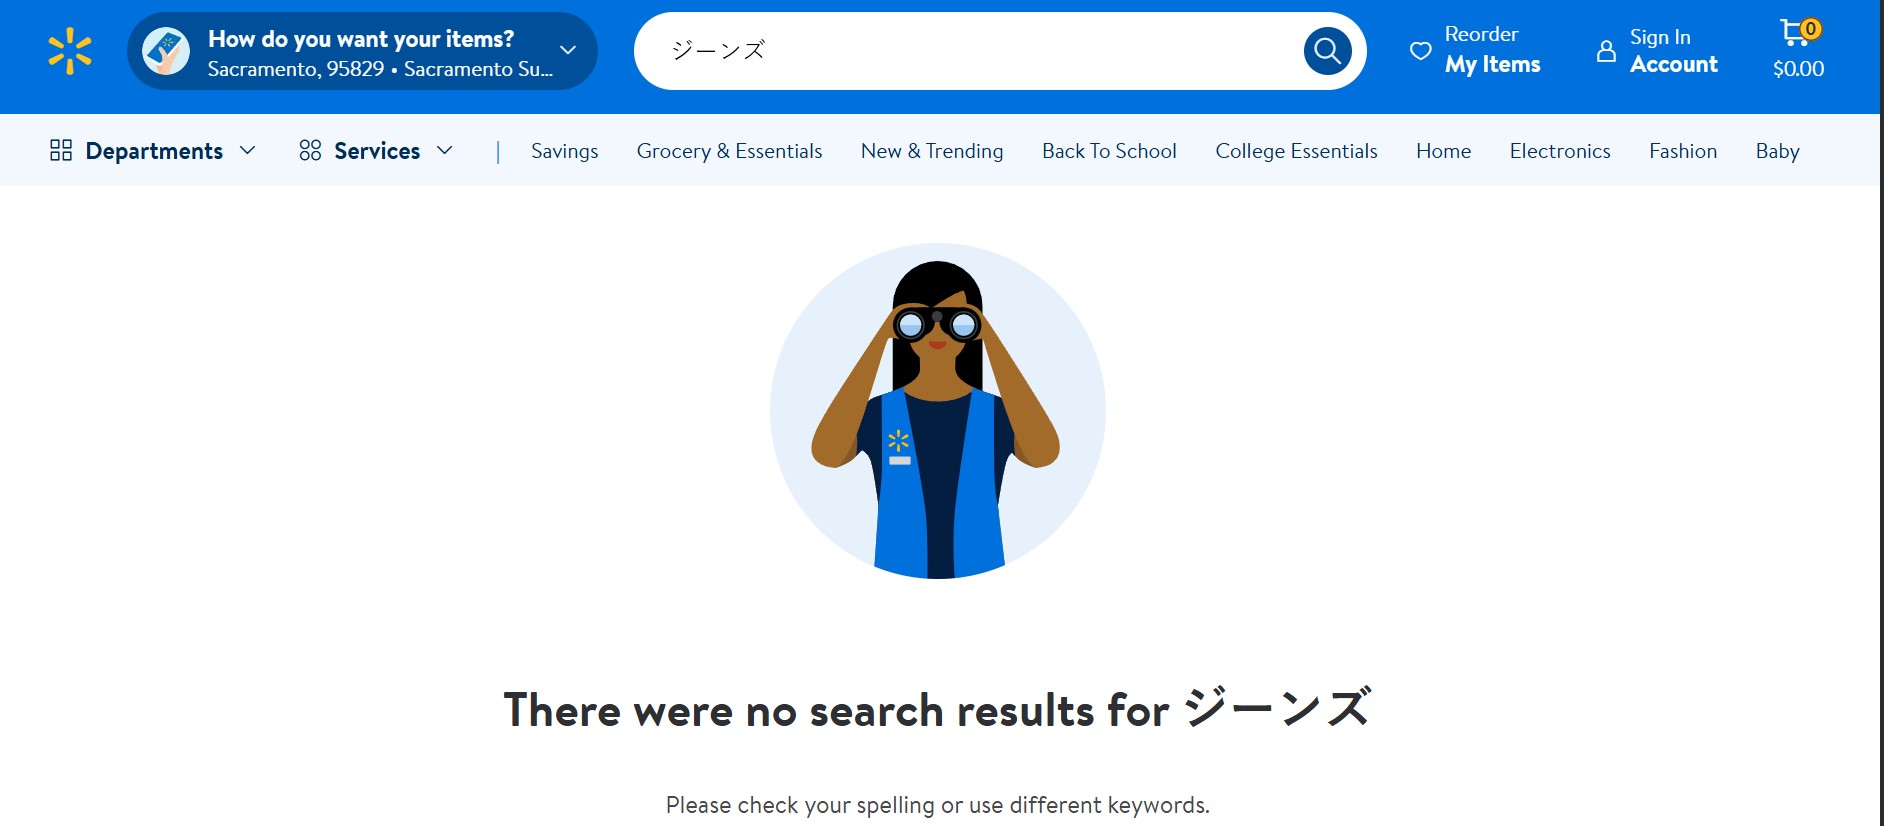 How do you want your items?
Sacramento, 95829 • Sacramento Su...
ジーンズ
Reorder
My Items
Sign In
Account
0
$0.00
Departments
Services
Savings
Grocery & Essentials
New & Trending
Back To School
College Essentials
Home
Electronics
Fashion
Baby
There were no search results for ジーンズ
Please check your spelling or use different keywords.